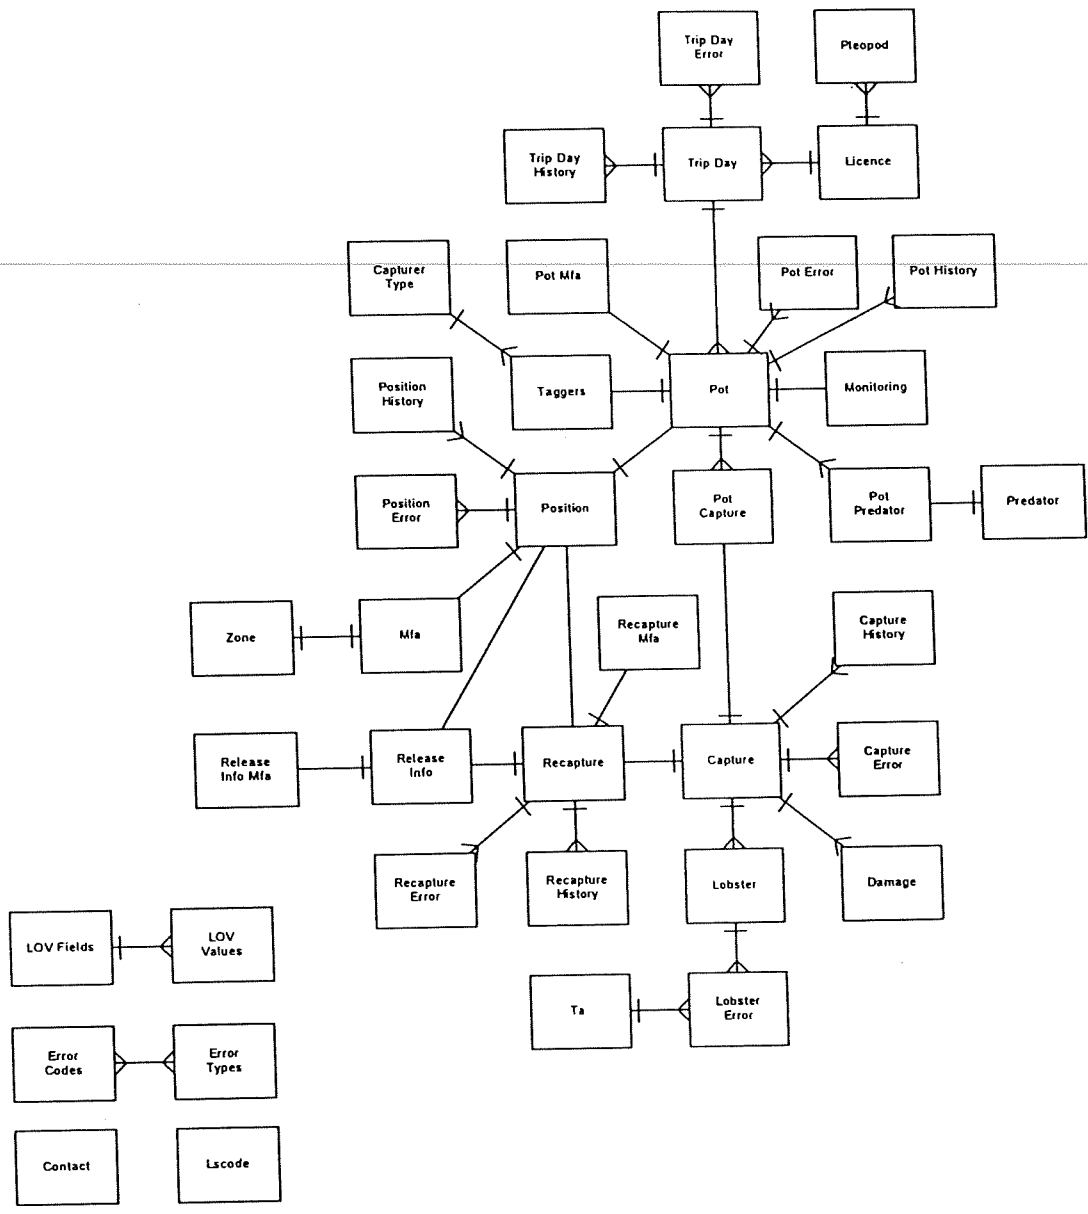 Trip Day
Error
Pleopod
Trip Day
History
Trip Day
Licence
Capturer
Type
Pot Mfa
Pot Error
Pot History
Position
History
Taggers
Pot
Monitoring
Position
Error
Position
Pot
Capture
Pot
Predator
Predator
Zone
Mfa
Recapture
Mfa
Capture
History
Release
Info Mfa
Release
Info
Recapture
Capture
Capture
Error
Recapture
Error
Recapture
History
Lobster
Damage
LOV Fields
LOV
Values
Ta
Lobster
Error
Error
Codes
Error
Types
Contact
Lscode